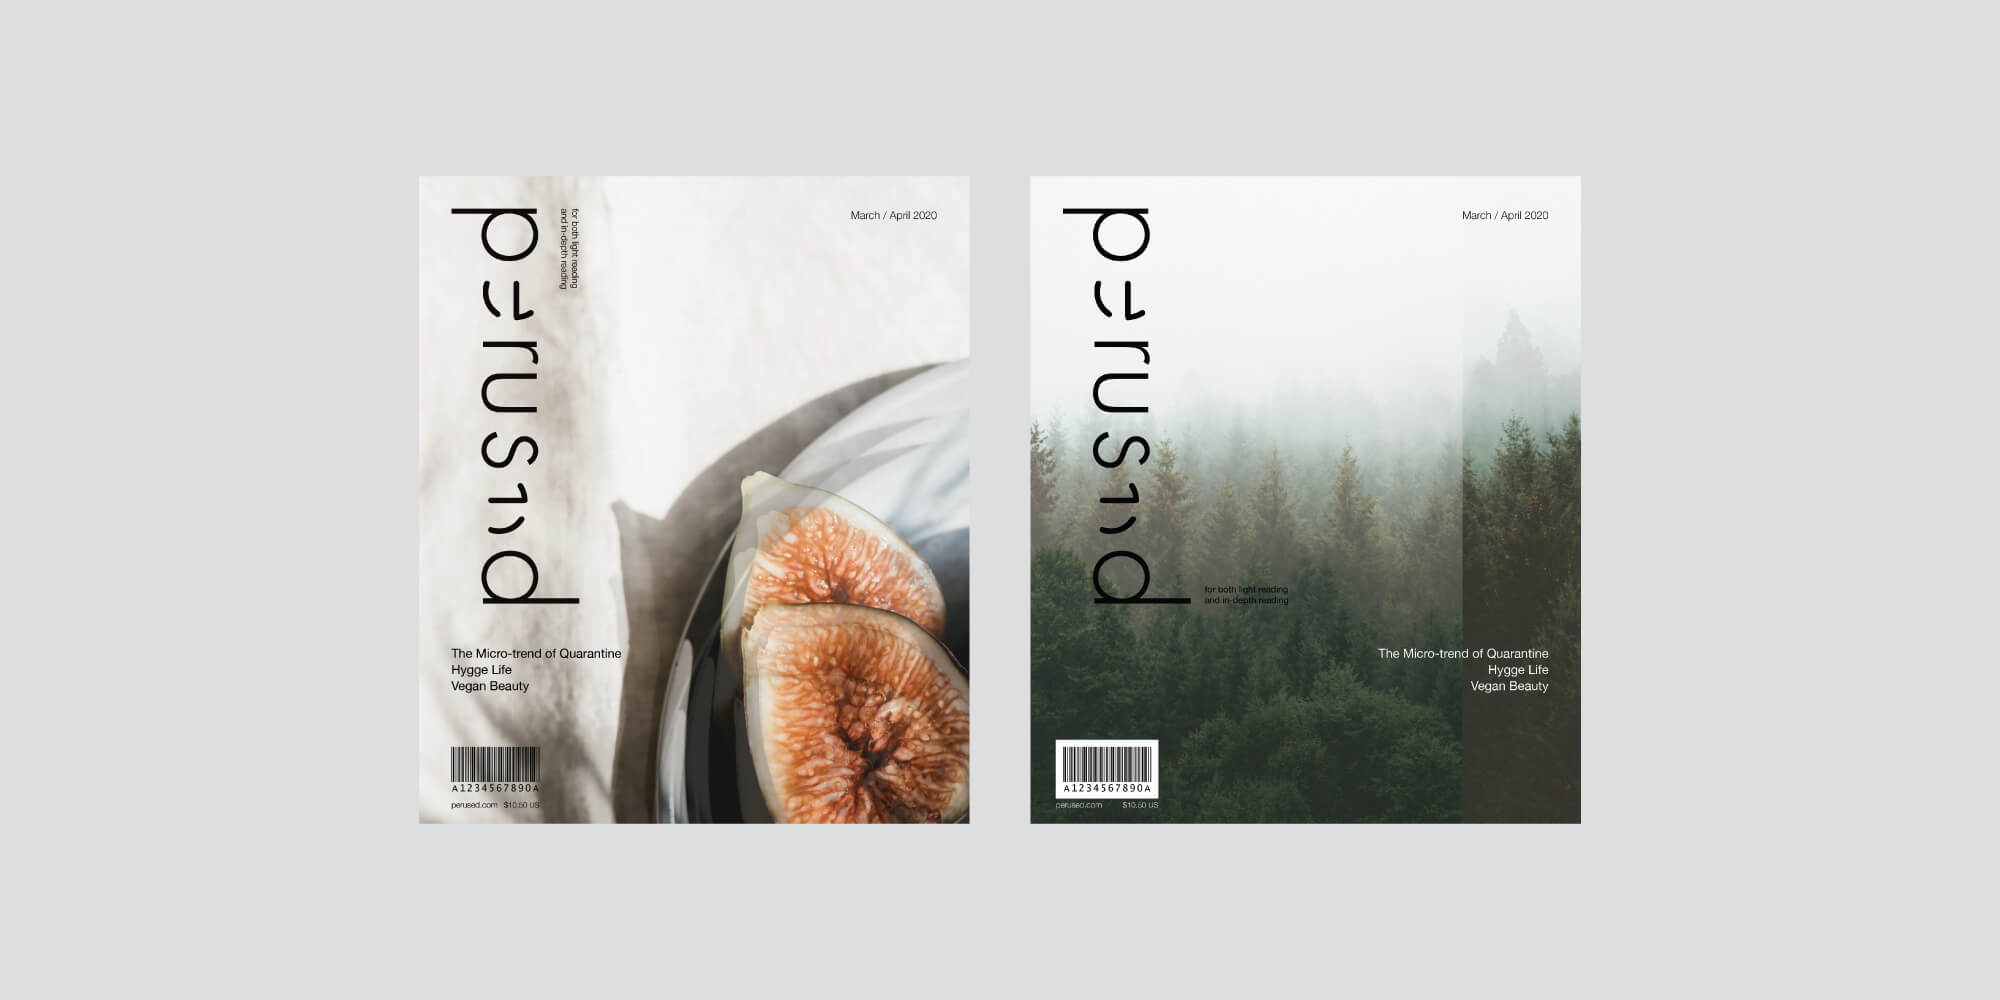 perused
for both light reading
and in-depth reading
March / April 2020
The Micro-trend of Quarantine
Hygge Life
Vegan Beauty
A1234567890A
perused.com $10.50 US
perused
March / April 2020
for both light reading
and in-depth reading
The Micro-trend of Quarantine
Hygge Life
Vegan Beauty
A1234567890A
perused.com $10.50 US